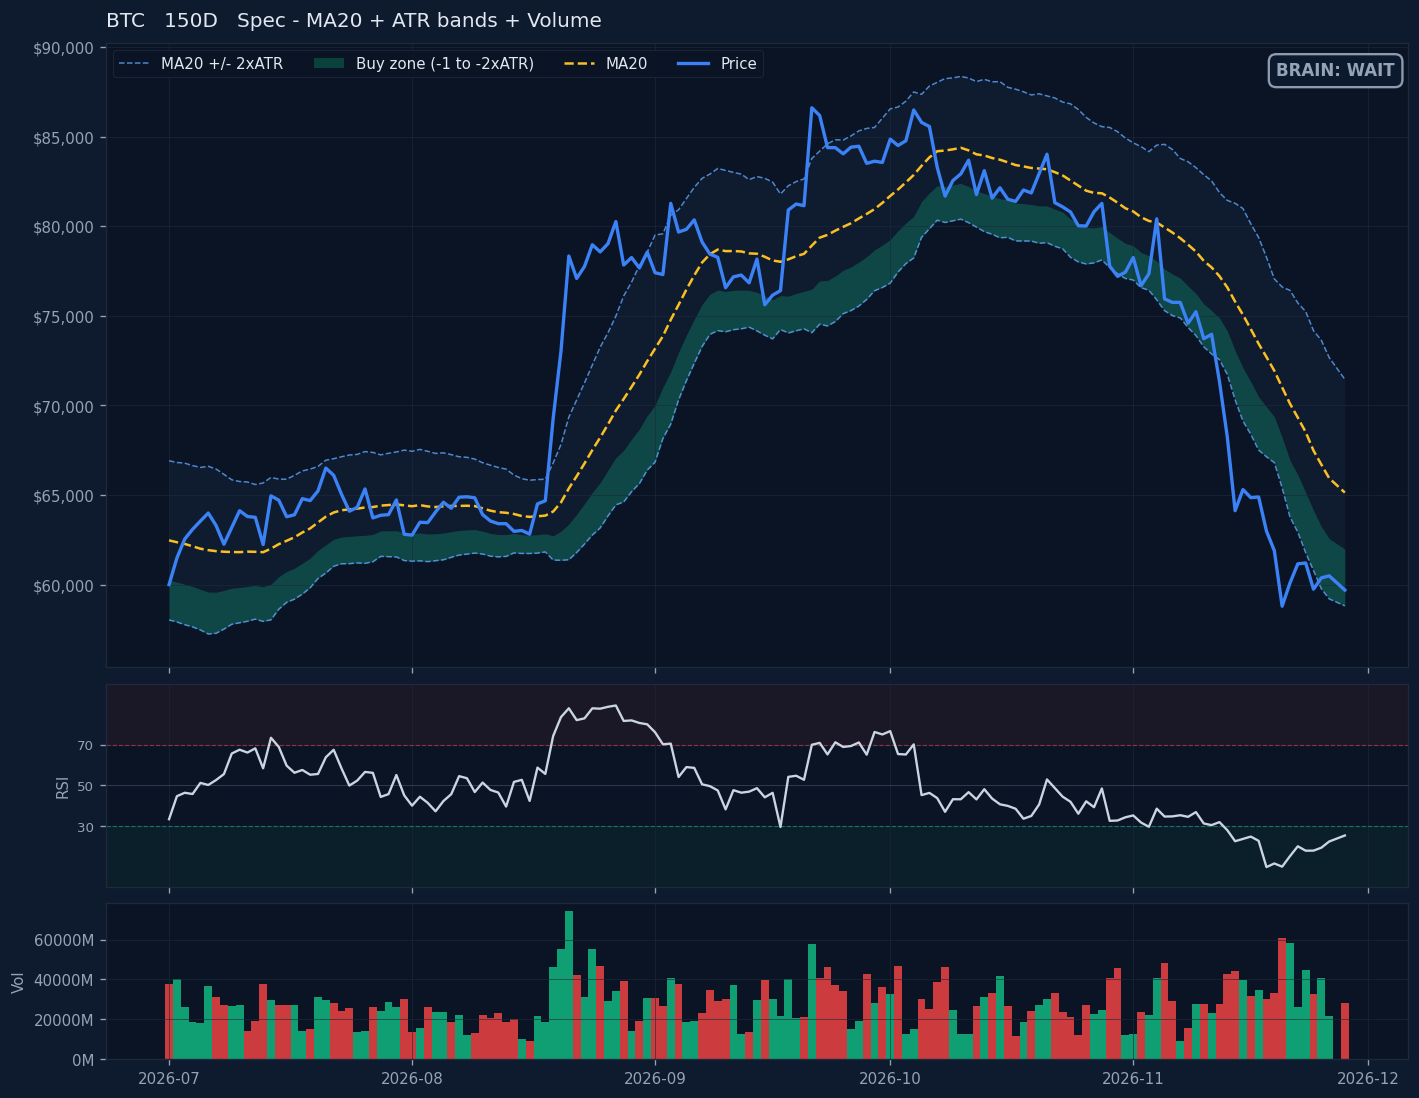 BTC   150D   Spec - MA20 + ATR bands + Volume
MA20 +/- 2xATR
Buy zone (-1 to -2xATR)
MA20
Price
BRAIN: WAIT
$90,000
$85,000
$80,000
$75,000
$70,000
$65,000
$60,000
RSI
70
50
30
Vol
60000M
40000M
20000M
0M
2026-07
2026-08
2026-09
2026-10
2026-11
2026-12